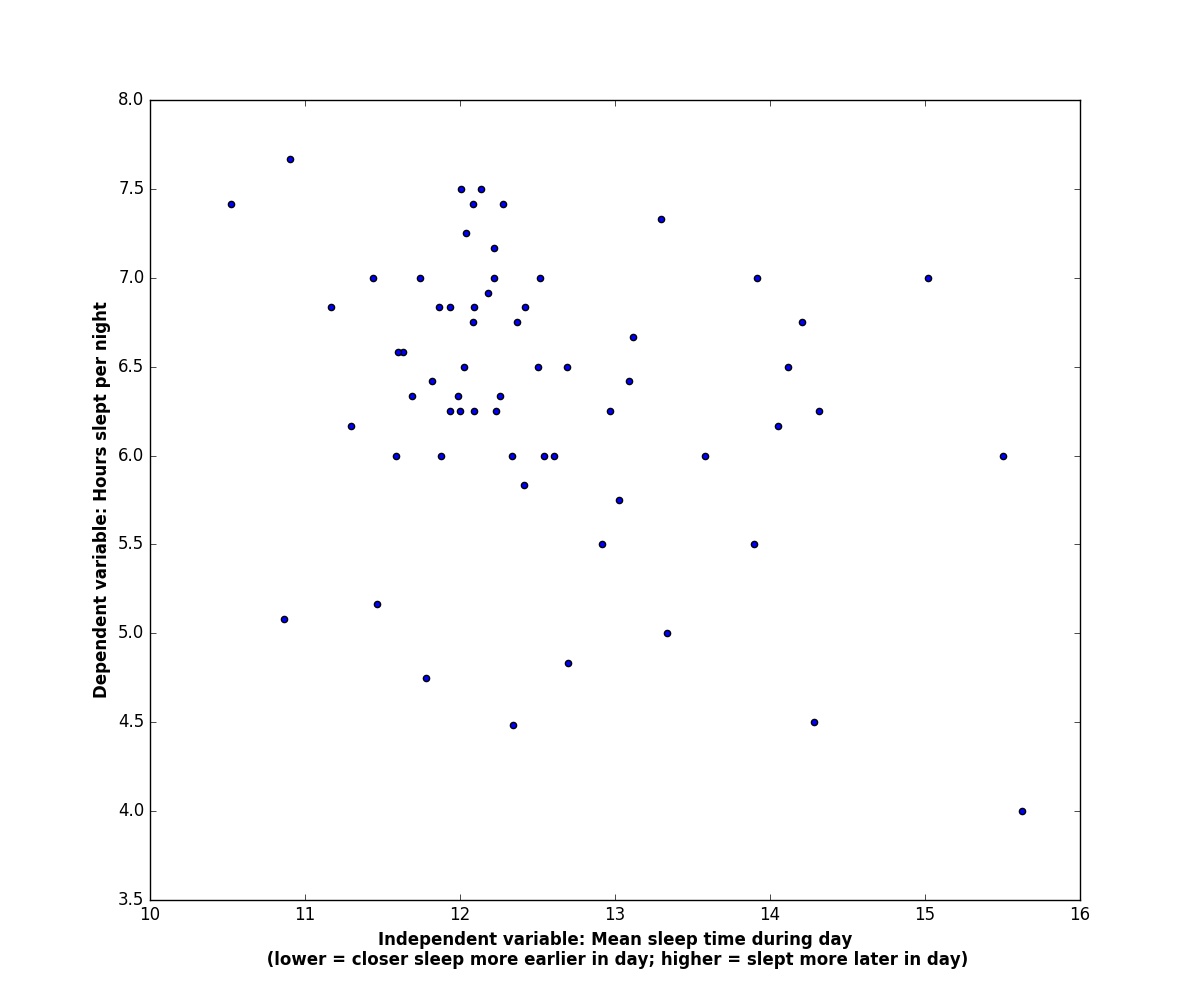 8.0
7.5
7.0
6.5
6.0
5.5
5.0
4.5
4.0
3.5
Dependent variable: Hours slept per night
10 11 12 13 14 15 16
Independent variable: Mean sleep time during day
(lower = closer sleep more earlier in day; higher = slept more later in day)